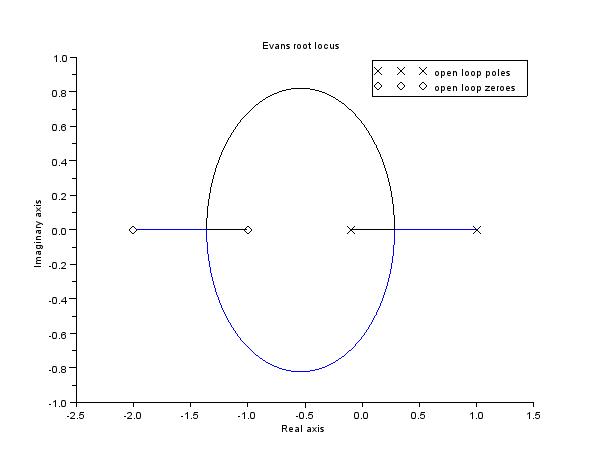 Evans root locus
open loop poles
open loop zeroes
1.0
0.8
0.6
0.4
0.2
0.0
-0.2
-0.4
-0.6
-0.8
-1.0
Imaginary axis
-2.5 -2.0 -1.5 -1.0 -0.5 0.0 0.5 1.0 1.5
Real axis